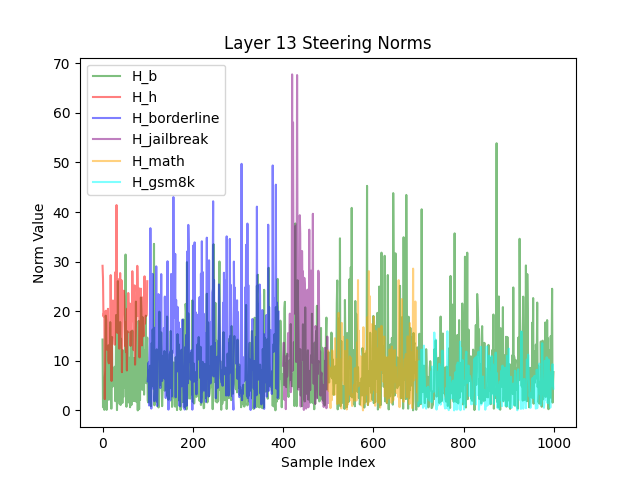 Layer 13 Steering Norms
Norm Value
70
60
50
40
30
20
10
0
H_b
H_h
H_borderline
H_jailbreak
H_math
H_gsm8k
0
200
400
600
800
1000
Sample Index